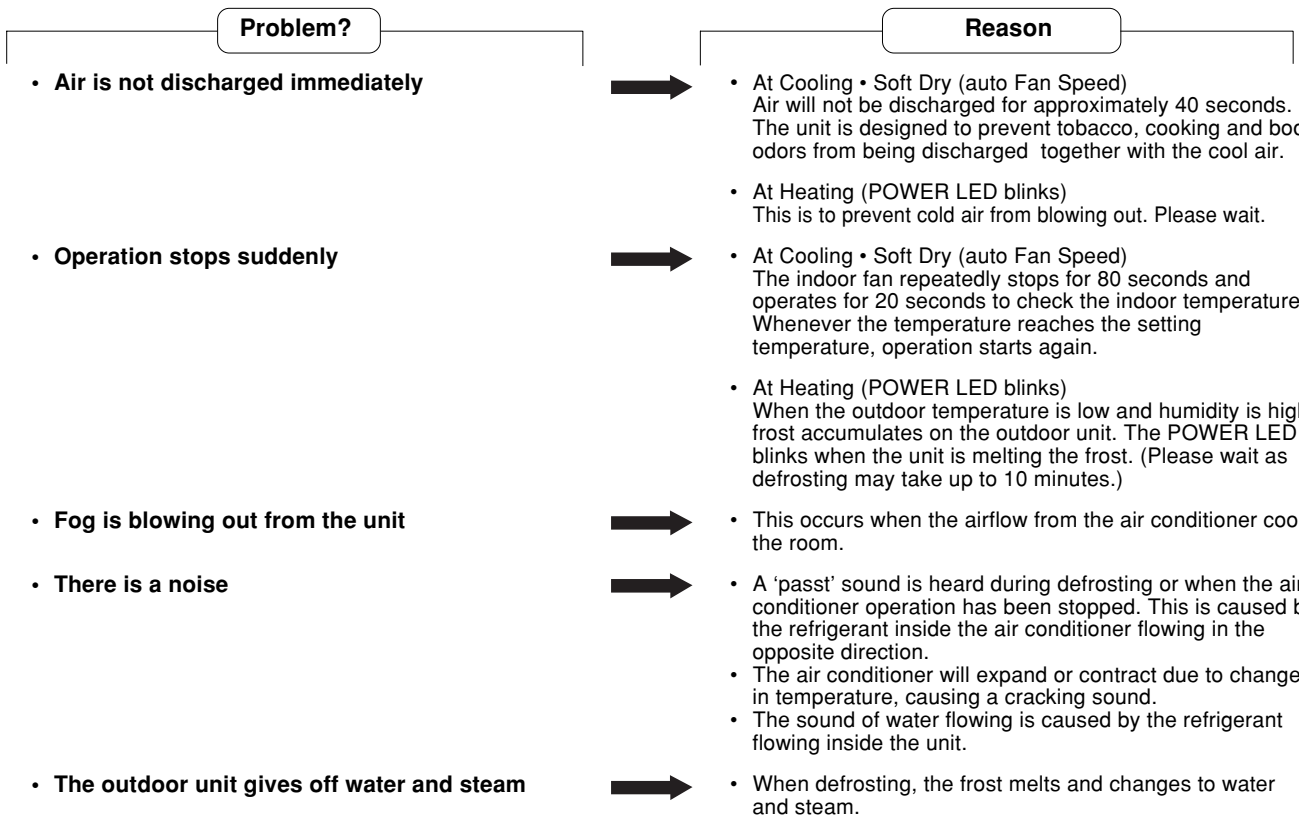 Problem?
Reason
• Air is not discharged immediately
• At Cooling • Soft Dry (auto Fan Speed)
Air will not be discharged for approximately 40 seconds.
The unit is designed to prevent tobacco, cooking and
odors from being discharged together with the cool air.
• At Heating (POWER LED blinks)
This is to prevent cold air from blowing out. Please wait.
• Operation stops suddenly
• At Cooling • Soft Dry (auto Fan Speed)
The indoor fan repeatedly stops for 80 seconds and
operates for 20 seconds to check the indoor temperature
Whenever the temperature reaches the setting
temperature, operation starts again.
• At Heating (POWER LED blinks)
When the outdoor temperature is low and humidity is
frost accumulates on the outdoor unit. The POWER LED
blinks when the unit is melting the frost. (Please wait as
defrosting may take up to 10 minutes.)
• Fog is blowing out from the unit
• This occurs when the airflow from the air conditioner
the room.
• There is a noise
• A ‘passt’ sound is heard during defrosting or when the air
conditioner operation has been stopped. This is caused
the refrigerant inside the air conditioner flowing in the
opposite direction.
• The air conditioner will expand or contract due to change
in temperature, causing a cracking sound.
• The sound of water flowing is caused by the refrigerant
flowing inside the unit.
• The outdoor unit gives off water and steam
• When defrosting, the frost melts and changes to water
and steam.